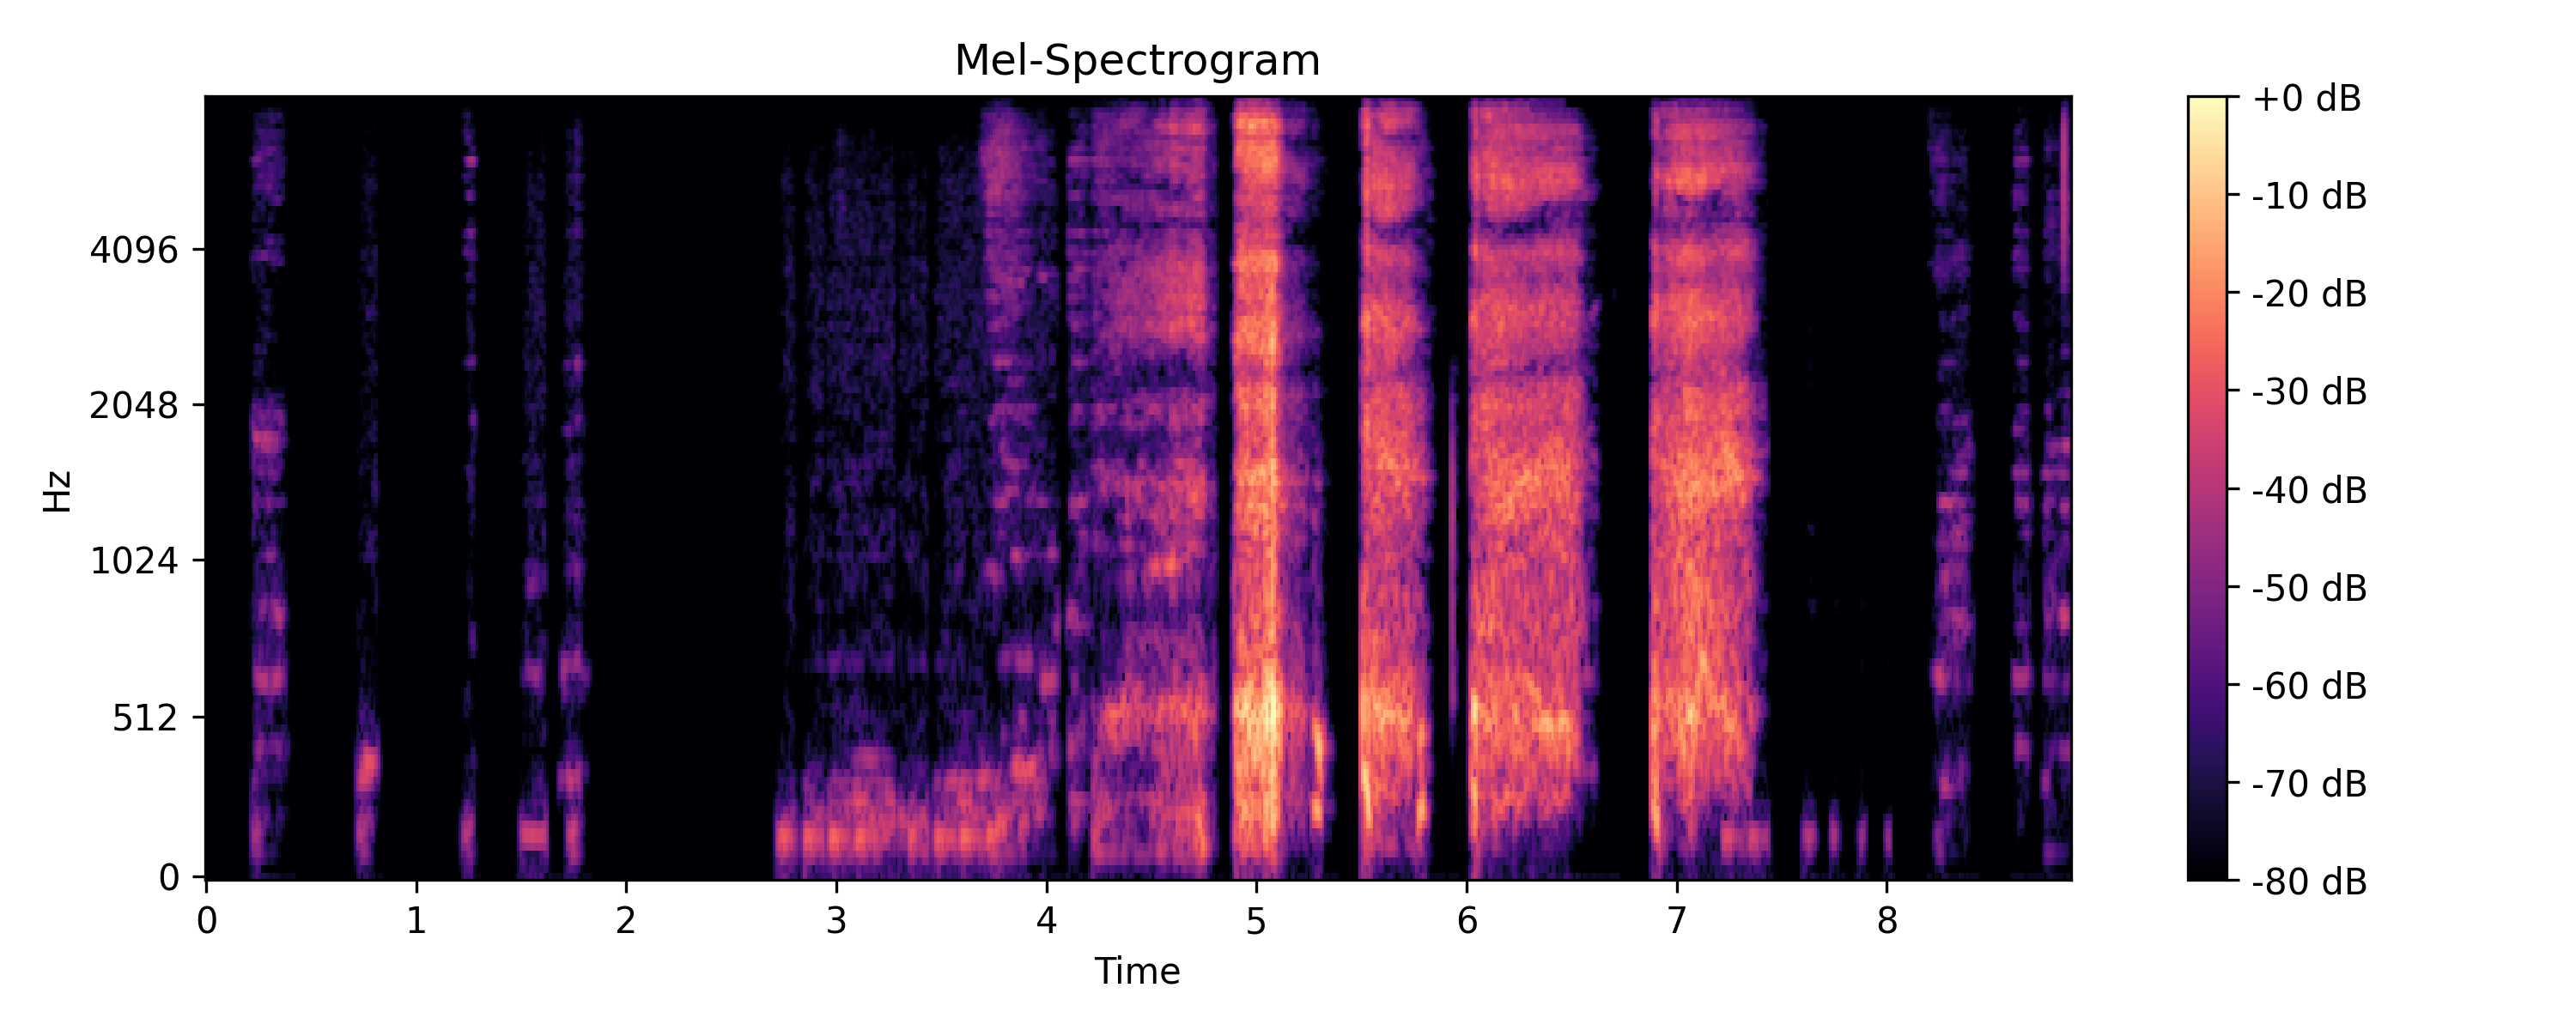 Mel-Spectrogram
+0 dB
-10 dB
4096
-20 dB
2048
-30 dB
Hz
-40 dB
1024
-50 dB
-60 dB
512
-70 dB
0
-80 dB
0 1 2 3 4 5 6 7 8
Time